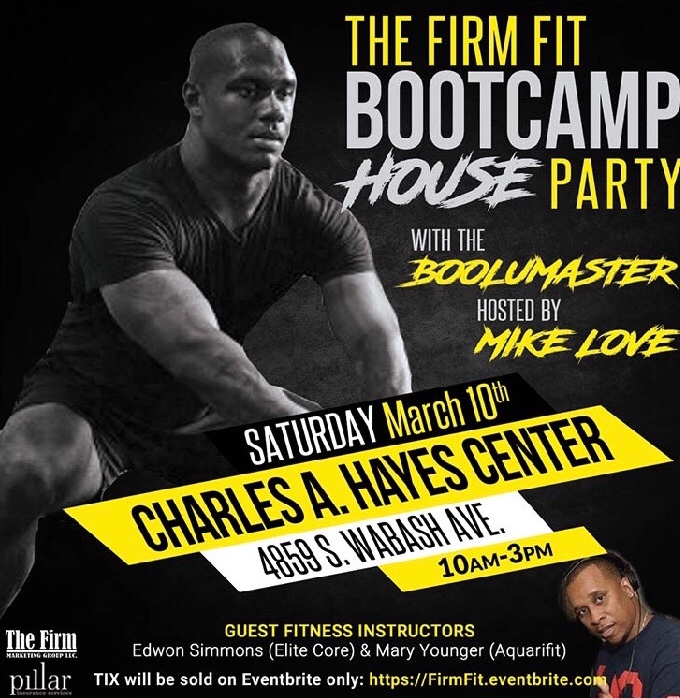 THE FIRM FIT
BOOTCAMP
HOUSE PARTY
WITH THE
BOOLUMASTER
HOSTED BY
MIKE LOVE
SATURDAY March 10th
CHARLES A. HAYES CENTER
4859 S. WABASH AVE.
10AM-3PM
GUEST FITNESS INSTRUCTORS
Edwon Simmons (Elite Core) & Mary Younger (Aquarifit)
TIX will be sold on Eventbrite only: https://FirmFit.eventbrite.com
The Firm
MARKETING GROUP LLC.
pillar
insurance services